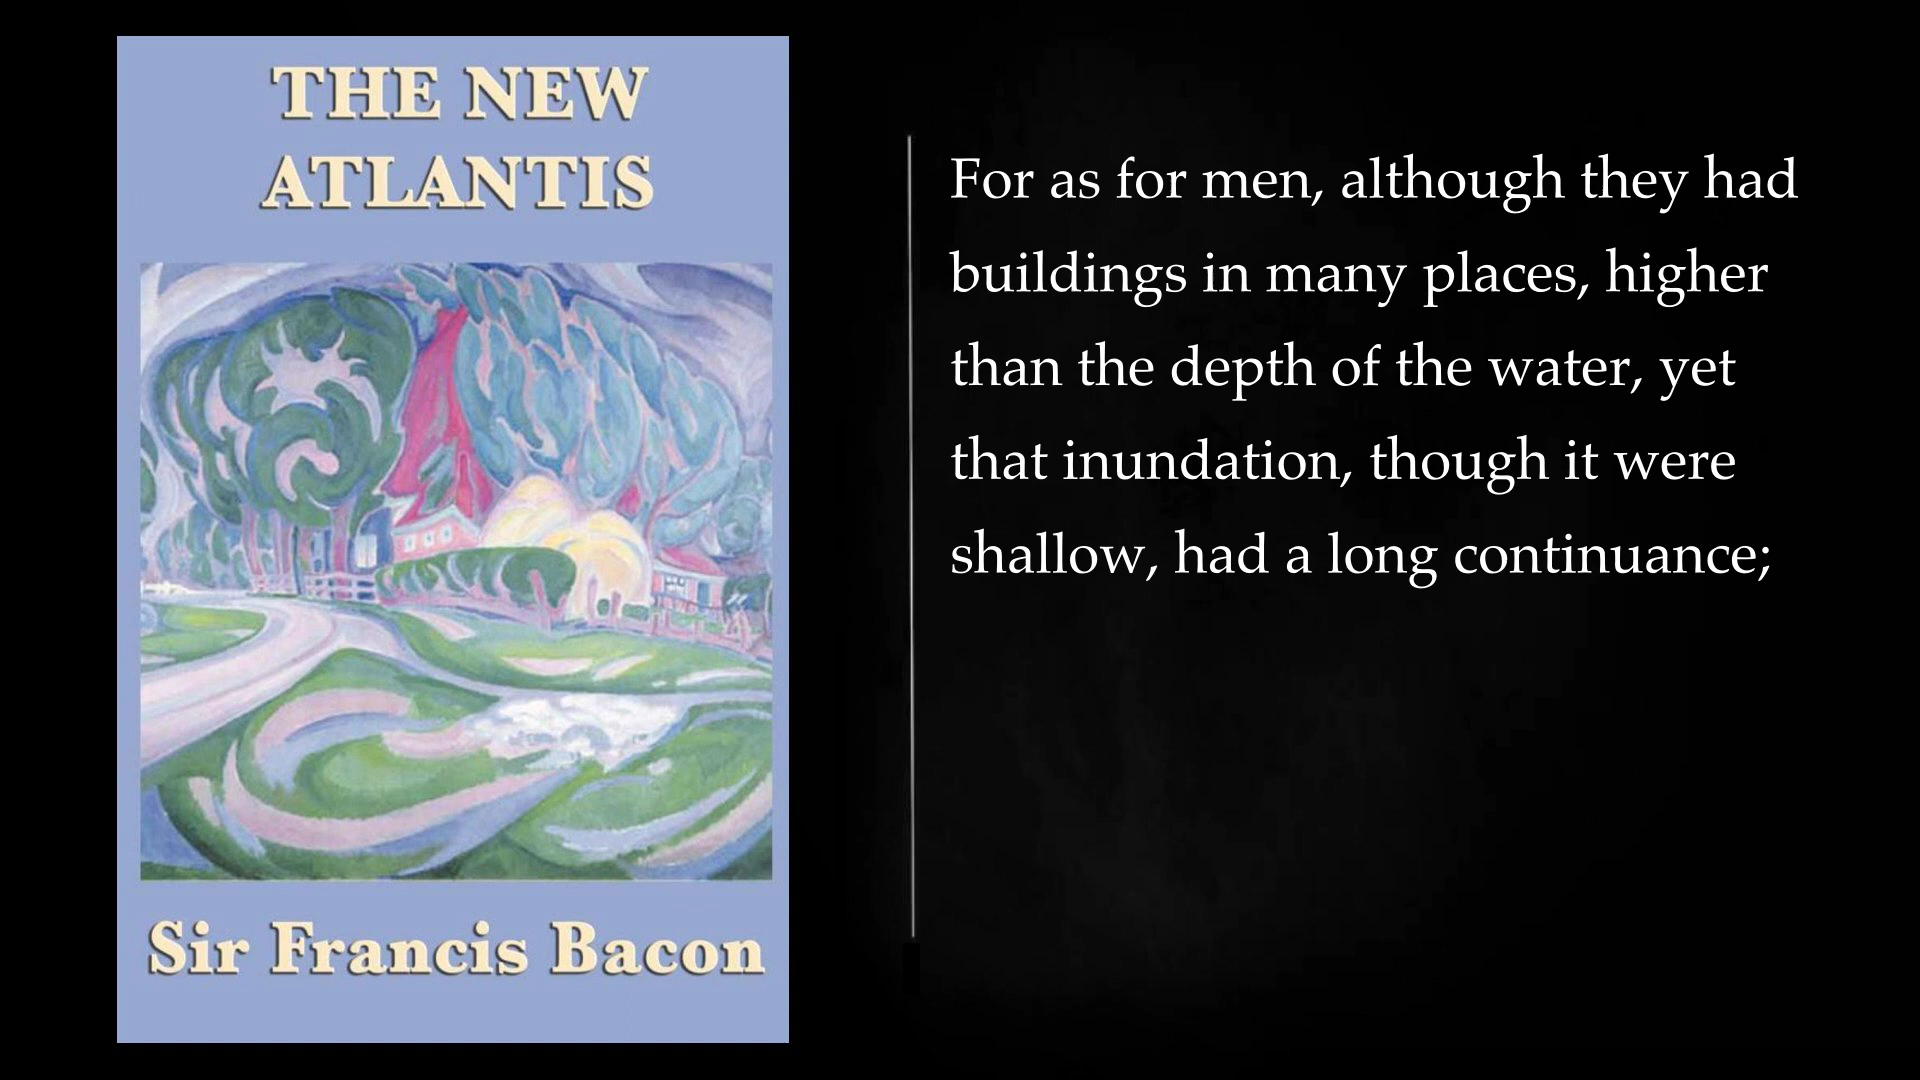 THE NEW
ATLANTIS
Sir Francis Bacon
For as for men, although they had
buildings in many places, higher
than the depth of the water, yet
that inundation, though it were
shallow, had a long continuance;